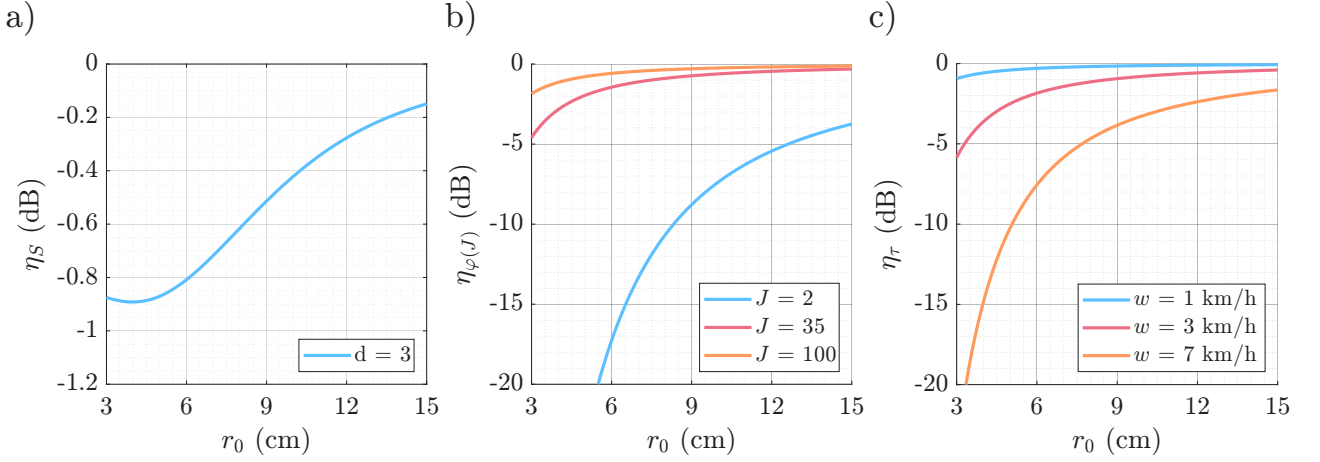 a)
0
-0.2
-0.4
-0.6
-0.8
-1
-1.2
3
6
9
12
15
r_0 (cm)
η_S (dB)
d = 3
b)
0
-5
-10
-15
-20
3
6
9
12
15
r_0 (cm)
η_φ(J) (dB)
J = 2
J = 35
J = 100
c)
0
-5
-10
-15
-20
3
6
9
12
15
r_0 (cm)
η_τ (dB)
w = 1 km/h
w = 3 km/h
w = 7 km/h